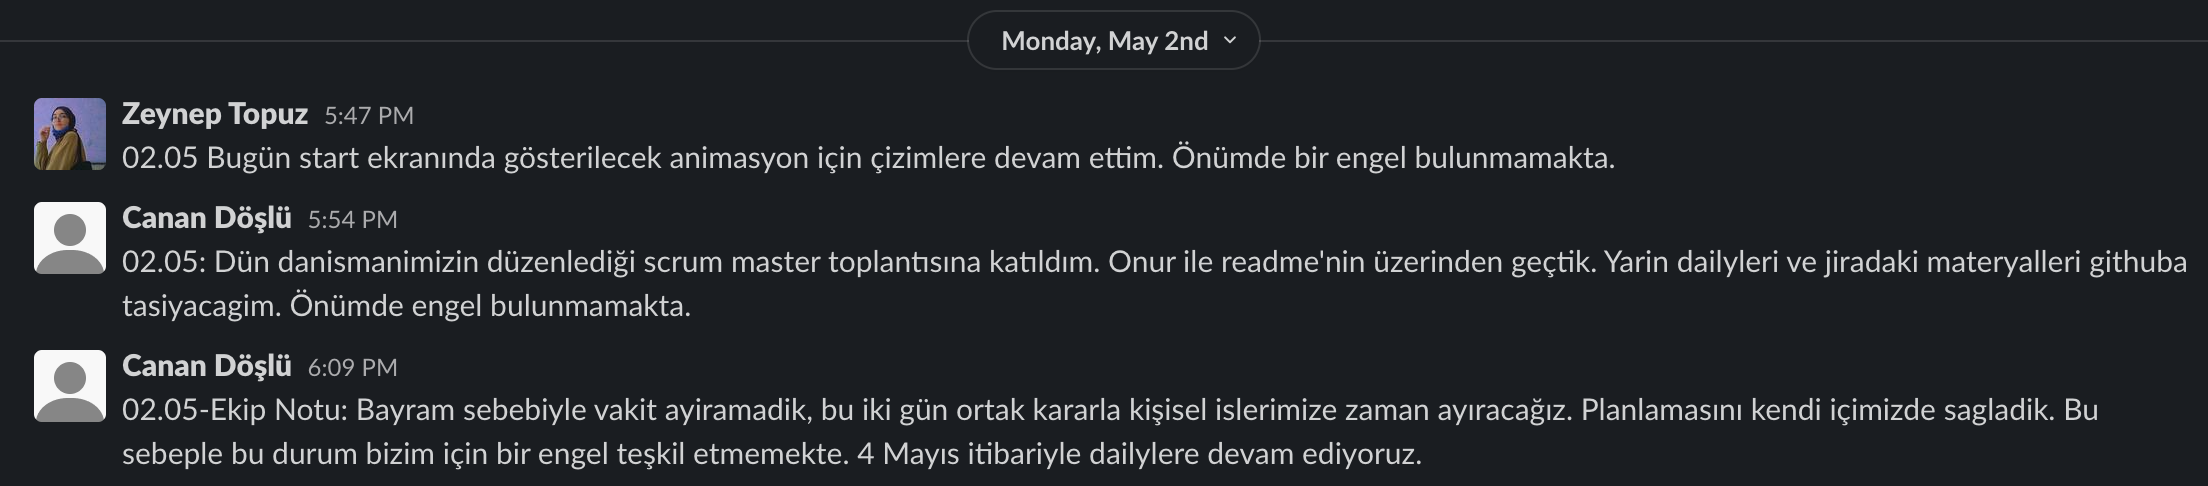 Monday, May 2nd
Zeynep Topuz 5:47 PM
02.05 Bugün start ekranında gösterilecek animasyon için çizimlere devam ettim. Önümde bir engel bulunmamakta.
Canan Döşlü 5:54 PM
02.05: Dün danismanimizin düzenlediği scrum master toplantısına katıldım. Onur ile readme'nin üzerinden geçtik. Yarin dailyleri ve jiradaki materyalleri githuba
tasiyacagim. Önümde engel bulunmamakta.
Canan Döşlü 6:09 PM
02.05-Ekip Notu: Bayram sebebiyle vakit ayiramadik, bu iki gün ortak kararla kişisel islerimize zaman ayıracağız. Planlamasını kendi içimizde sagladik. Bu
sebeple bu durum bizim için bir engel teşkil etmemekte. 4 Mayıs itibariyle dailylere devam ediyoruz.